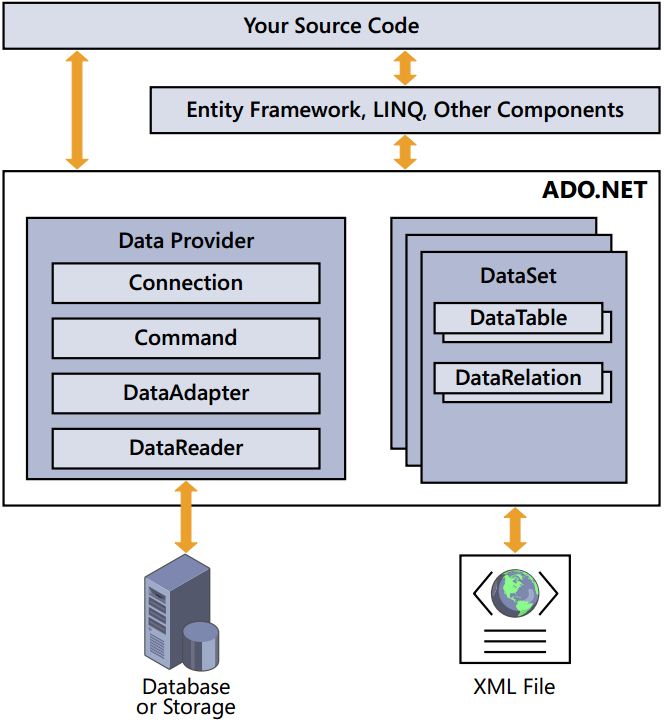 Your Source Code
Entity Framework, LINQ, Other Components
ADO.NET
Data Provider
Connection
Command
DataAdapter
DataReader
DataSet
DataTable
DataRelation
Database
or Storage
XML File